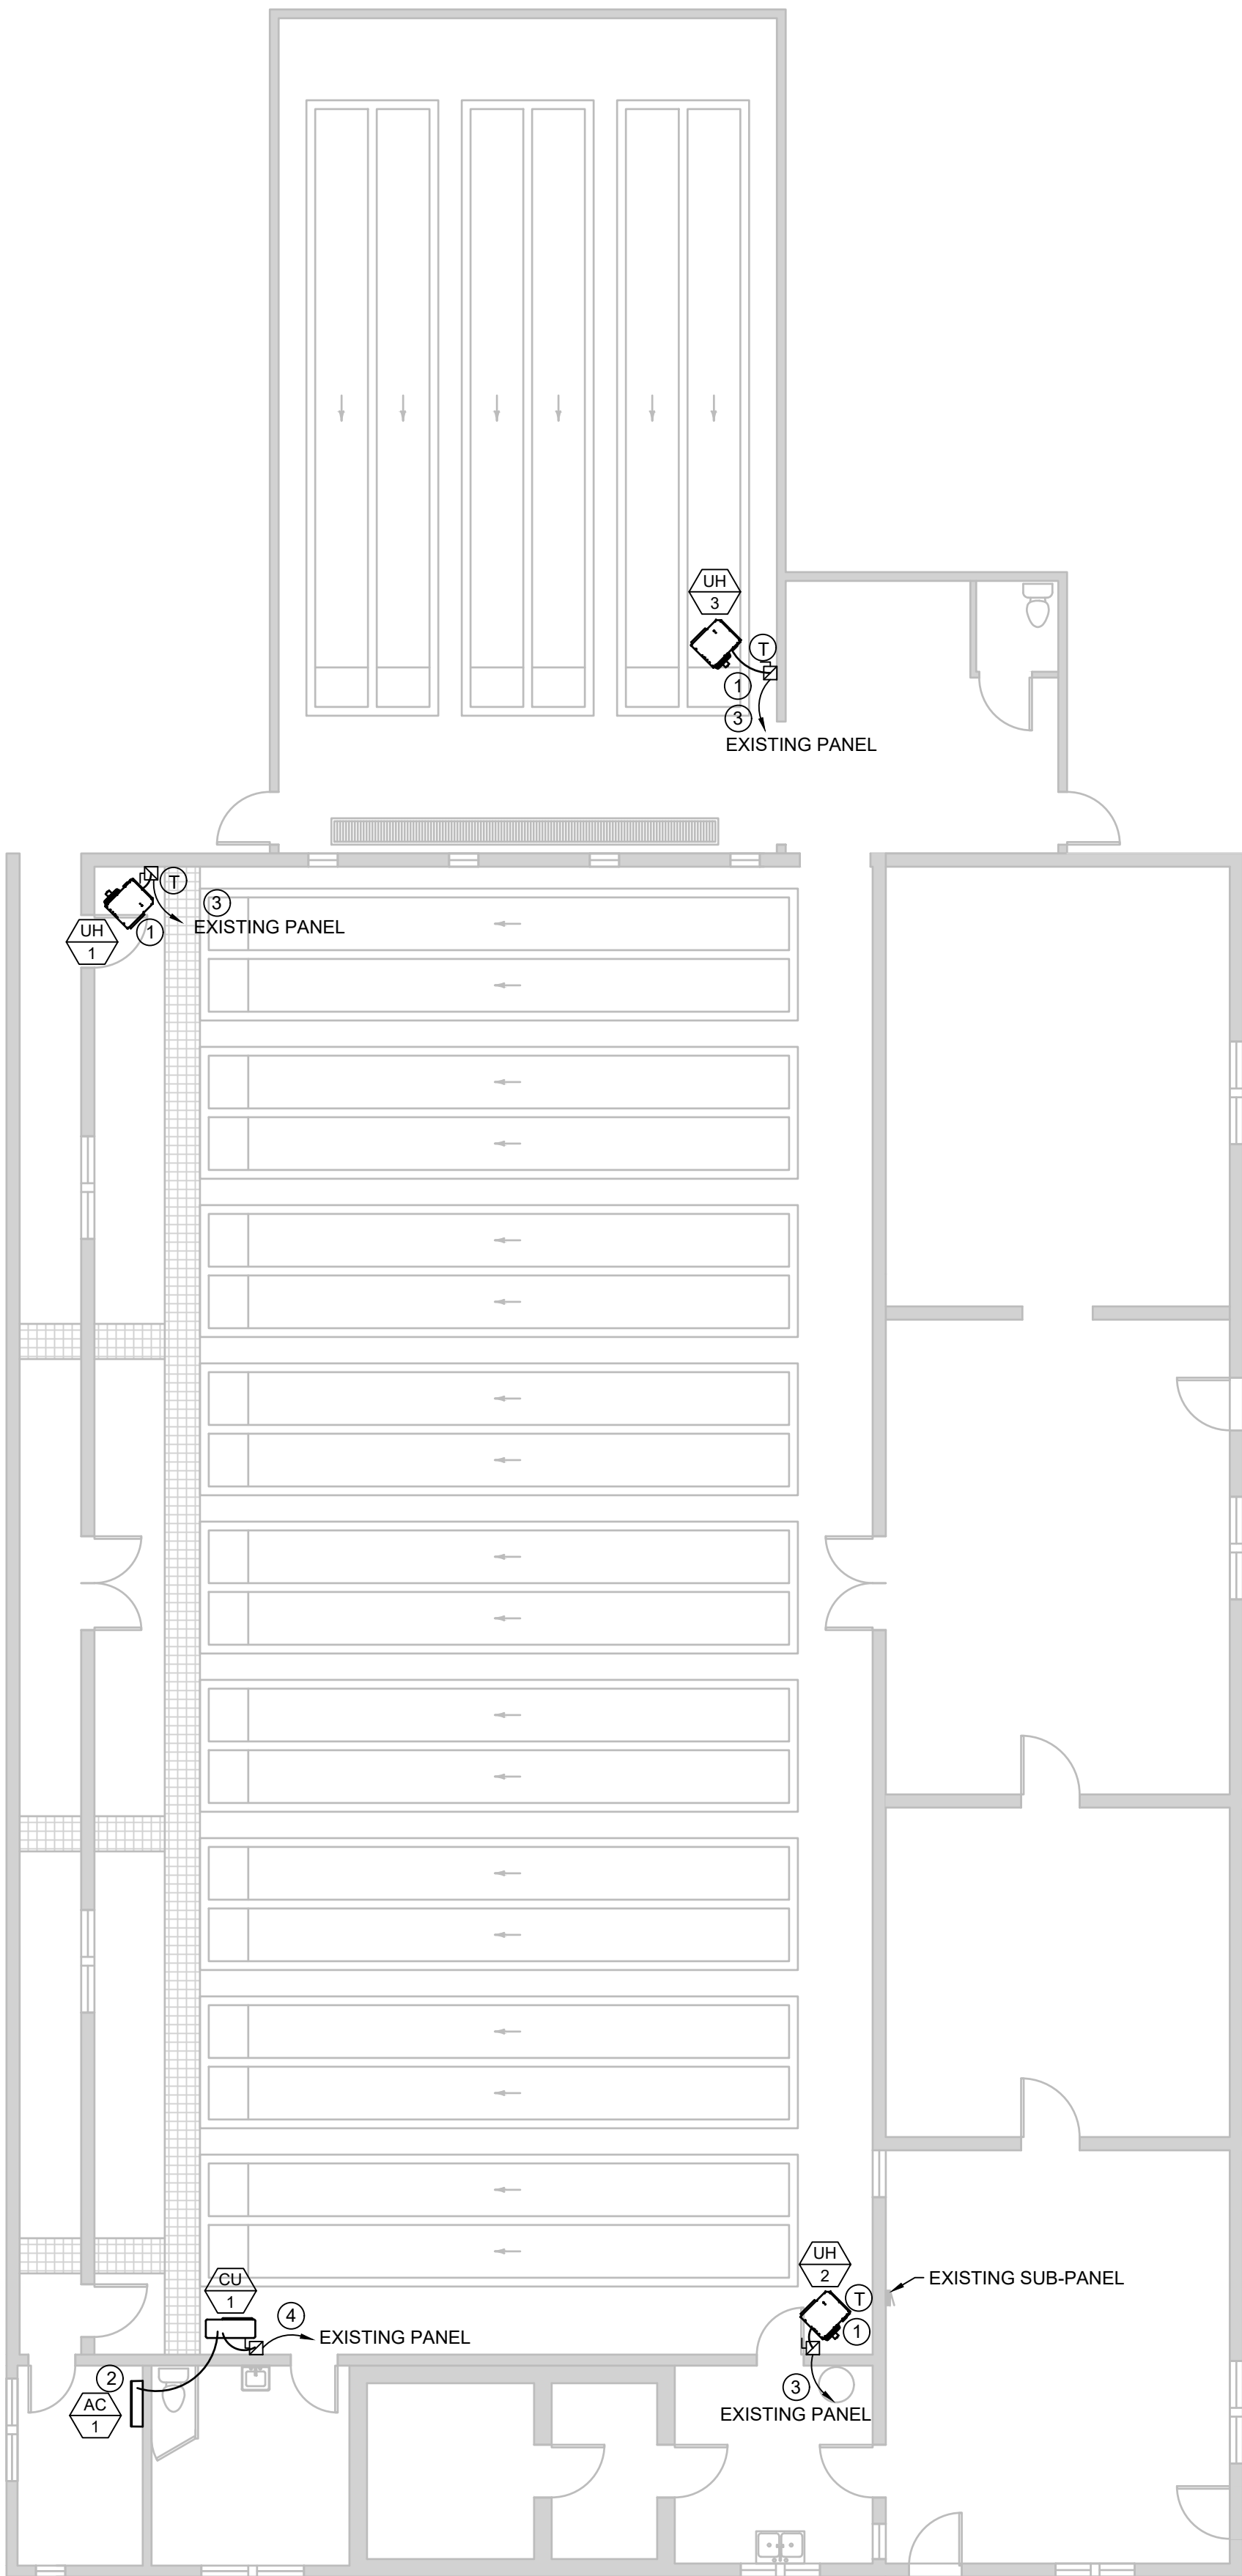 UH
3
T
1
3
EXISTING PANEL
T
3
EXISTING PANEL
UH
1
1
UH
2
EXISTING SUB-PANEL
T
CU
1
4
EXISTING PANEL
1
2
AC
1
3
EXISTING PANEL